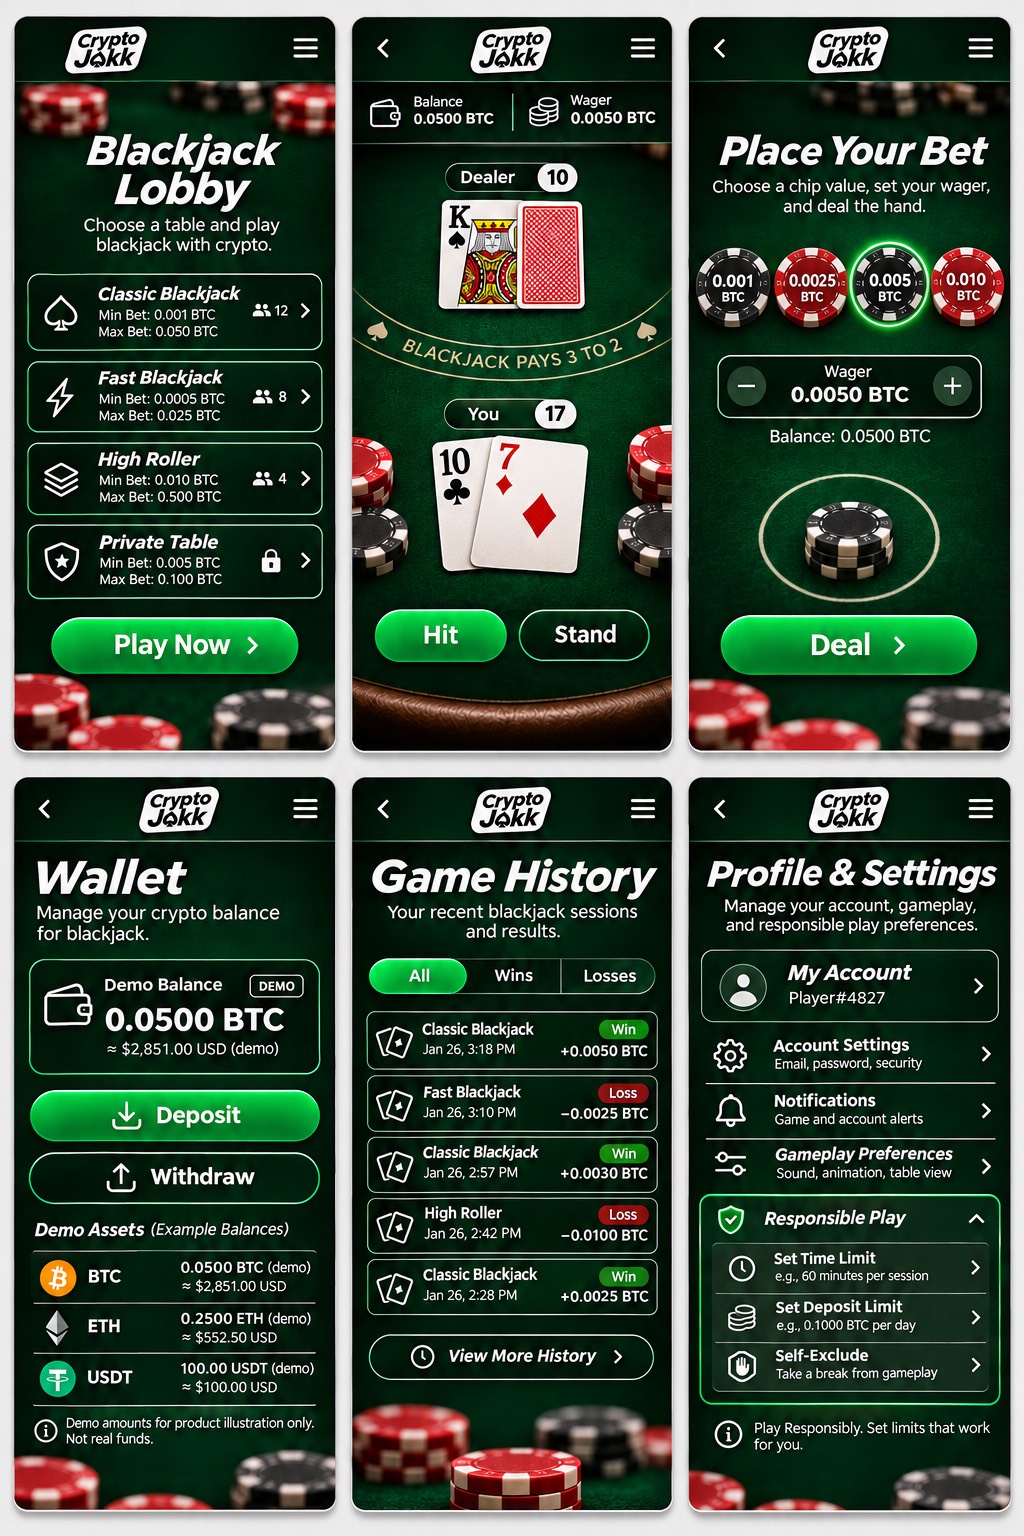 Crypto
Jokk
Blackjack
Lobby
Choose a table and play
blackjack with crypto.
Classic Blackjack
Min Bet: 0.001 BTC
Max Bet: 0.050 BTC
12
Fast Blackjack
Min Bet: 0.0005 BTC
Max Bet: 0.025 BTC
8
High Roller
Min Bet: 0.010 BTC
Max Bet: 0.500 BTC
4
Private Table
Min Bet: 0.005 BTC
Max Bet: 0.100 BTC
Play Now
Crypto
Jokk
Balance
0.0500 BTC
Wager
0.0050 BTC
Dealer 10
K
BLACKJACK PAYS 3 TO 2
You 17
10
7
Hit
Stand
Crypto
Jokk
Place Your Bet
Choose a chip value, set your wager,
and deal the hand.
0.001
BTC
0.0025
BTC
0.005
BTC
0.010
BTC
Wager
0.0050 BTC
Balance: 0.0500 BTC
Deal
Crypto
Jokk
Wallet
Manage your crypto balance
for blackjack.
Demo Balance
DEMO
0.0500 BTC
≈ $2,851.00 USD (demo)
Deposit
Withdraw
Demo Assets (Example Balances)
BTC
0.0500 BTC (demo)
≈ $2,851.00 USD
ETH
0.2500 ETH (demo)
≈ $552.50 USD
USDT
100.00 USDT (demo)
≈ $100.00 USD
Demo amounts for product illustration only.
Not real funds.
Crypto
Jokk
Game History
Your recent blackjack sessions
and results.
All
Wins
Losses
Classic Blackjack
Win
Jan 26, 3:18 PM
+0.0050 BTC
Fast Blackjack
Loss
Jan 26, 3:10 PM
−0.0025 BTC
Classic Blackjack
Win
Jan 26, 2:57 PM
+0.0030 BTC
High Roller
Loss
Jan 26, 2:42 PM
−0.0100 BTC
Classic Blackjack
Win
Jan 26, 2:28 PM
+0.0025 BTC
View More History
Crypto
Jokk
Profile & Settings
Manage your account, gameplay,
and responsible play preferences.
My Account
Player#4827
Account Settings
Email, password, security
Notifications
Game and account alerts
Gameplay Preferences
Sound, animation, table view
Responsible Play
Set Time Limit
e.g., 60 minutes per session
Set Deposit Limit
e.g., 0.1000 BTC per day
Self-Exclude
Take a break from gameplay
Play Responsibly. Set limits that work
for you.